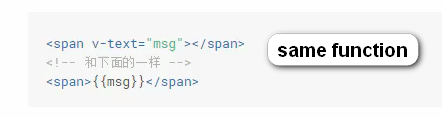 <span v-text="msg"></span>
same function
<!-- 和下面的一样 -->
<span>{{msg}}</span>